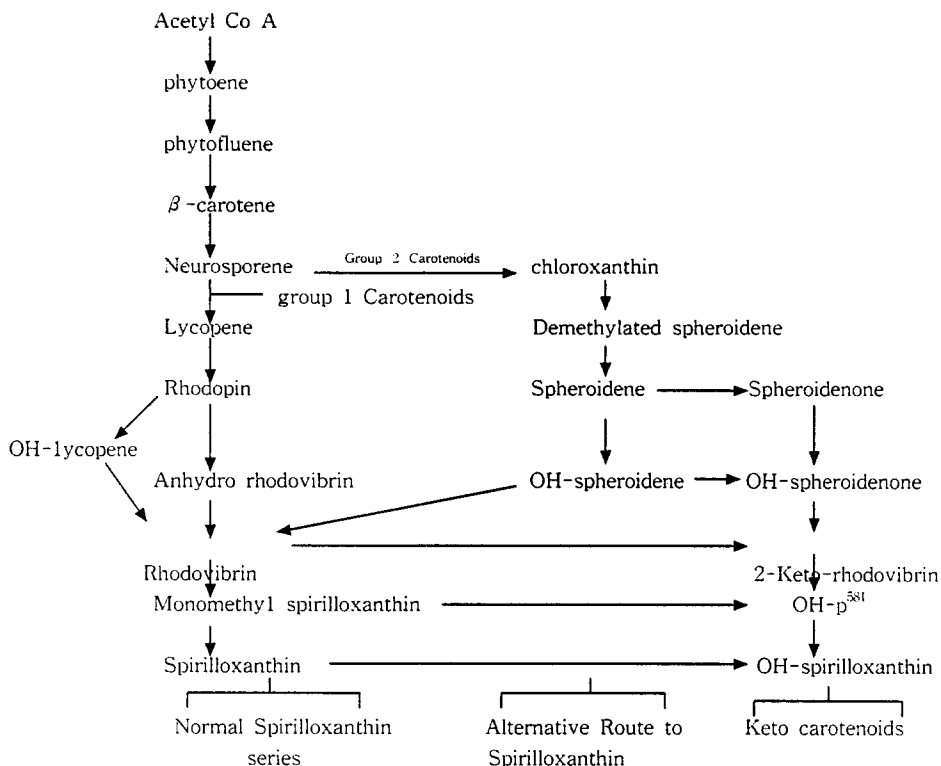 Acetyl Co A
phytoene
phytofluene
β-carotene
Neurosporene
Group 2 Carotenoids
chloroxanthin
group 1 Carotenoids
Lycopene
Demethylated spheroidene
Rhodopin
Spheroidene
Spheroidenone
OH-lycopene
Anhydro rhodovibrin
OH-spheroidene
OH-spheroidenone
Rhodovibrin
2-Keto-rhodovibrin
Monomethyl spirilloxanthin
OH-p581
Spirilloxanthin
OH-spirilloxanthin
Normal Spirilloxanthin
series
Alternative Route to
Spirilloxanthin
Keto carotenoids